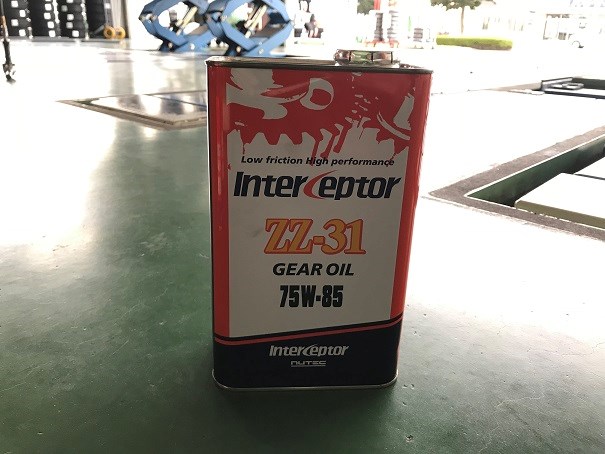 Low friction High performance
Interceptor
ZZ-31
GEAR OIL
75W-85
Interceptor
NUTEC